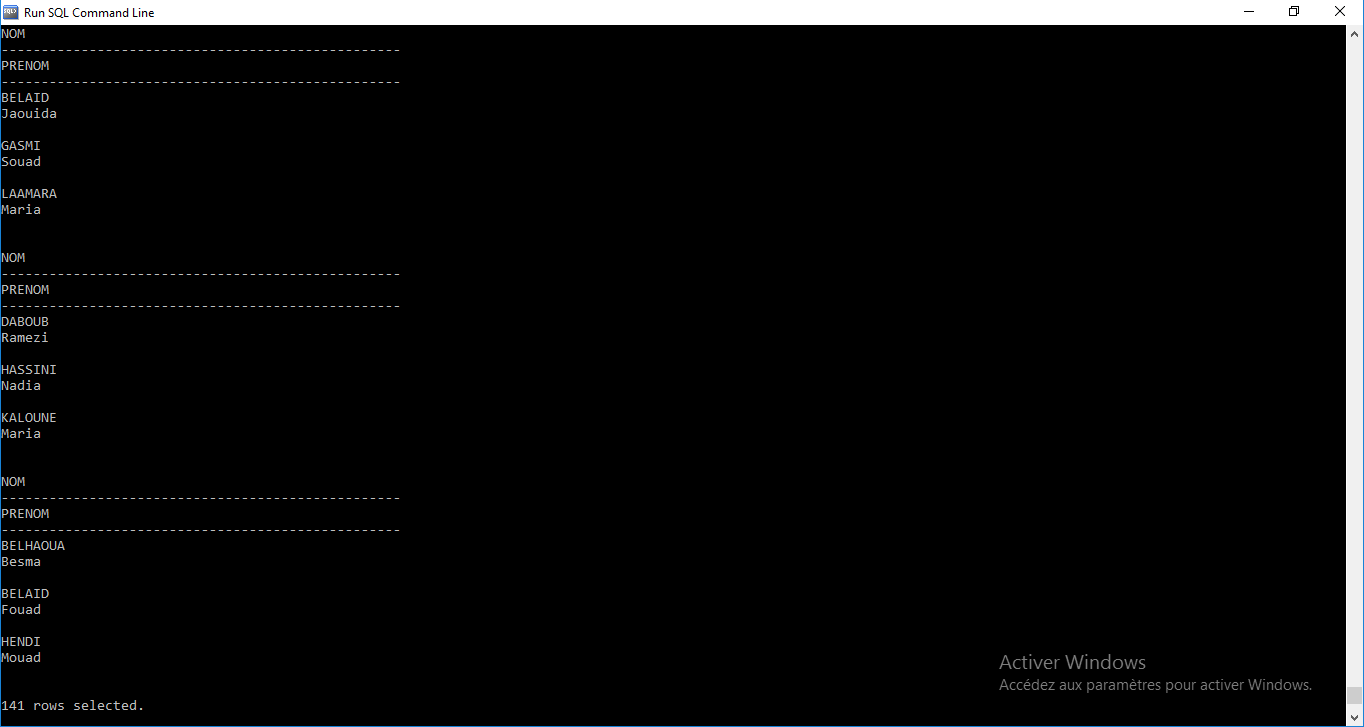 Run SQL Command Line
NOM
--------------------------------------------------
PRENOM
--------------------------------------------------
BELAID
Jaouida
GASMI
Souad
LAAMARA
Maria
NOM
--------------------------------------------------
PRENOM
--------------------------------------------------
DABOUB
Ramezi
HASSINI
Nadia
KALOUNE
Maria
NOM
--------------------------------------------------
PRENOM
--------------------------------------------------
BELHAOUA
Besma
BELAID
Fouad
HENDI
Mouad
Activer Windows
Accédez aux paramètres pour activer Windows.
141 rows selected.